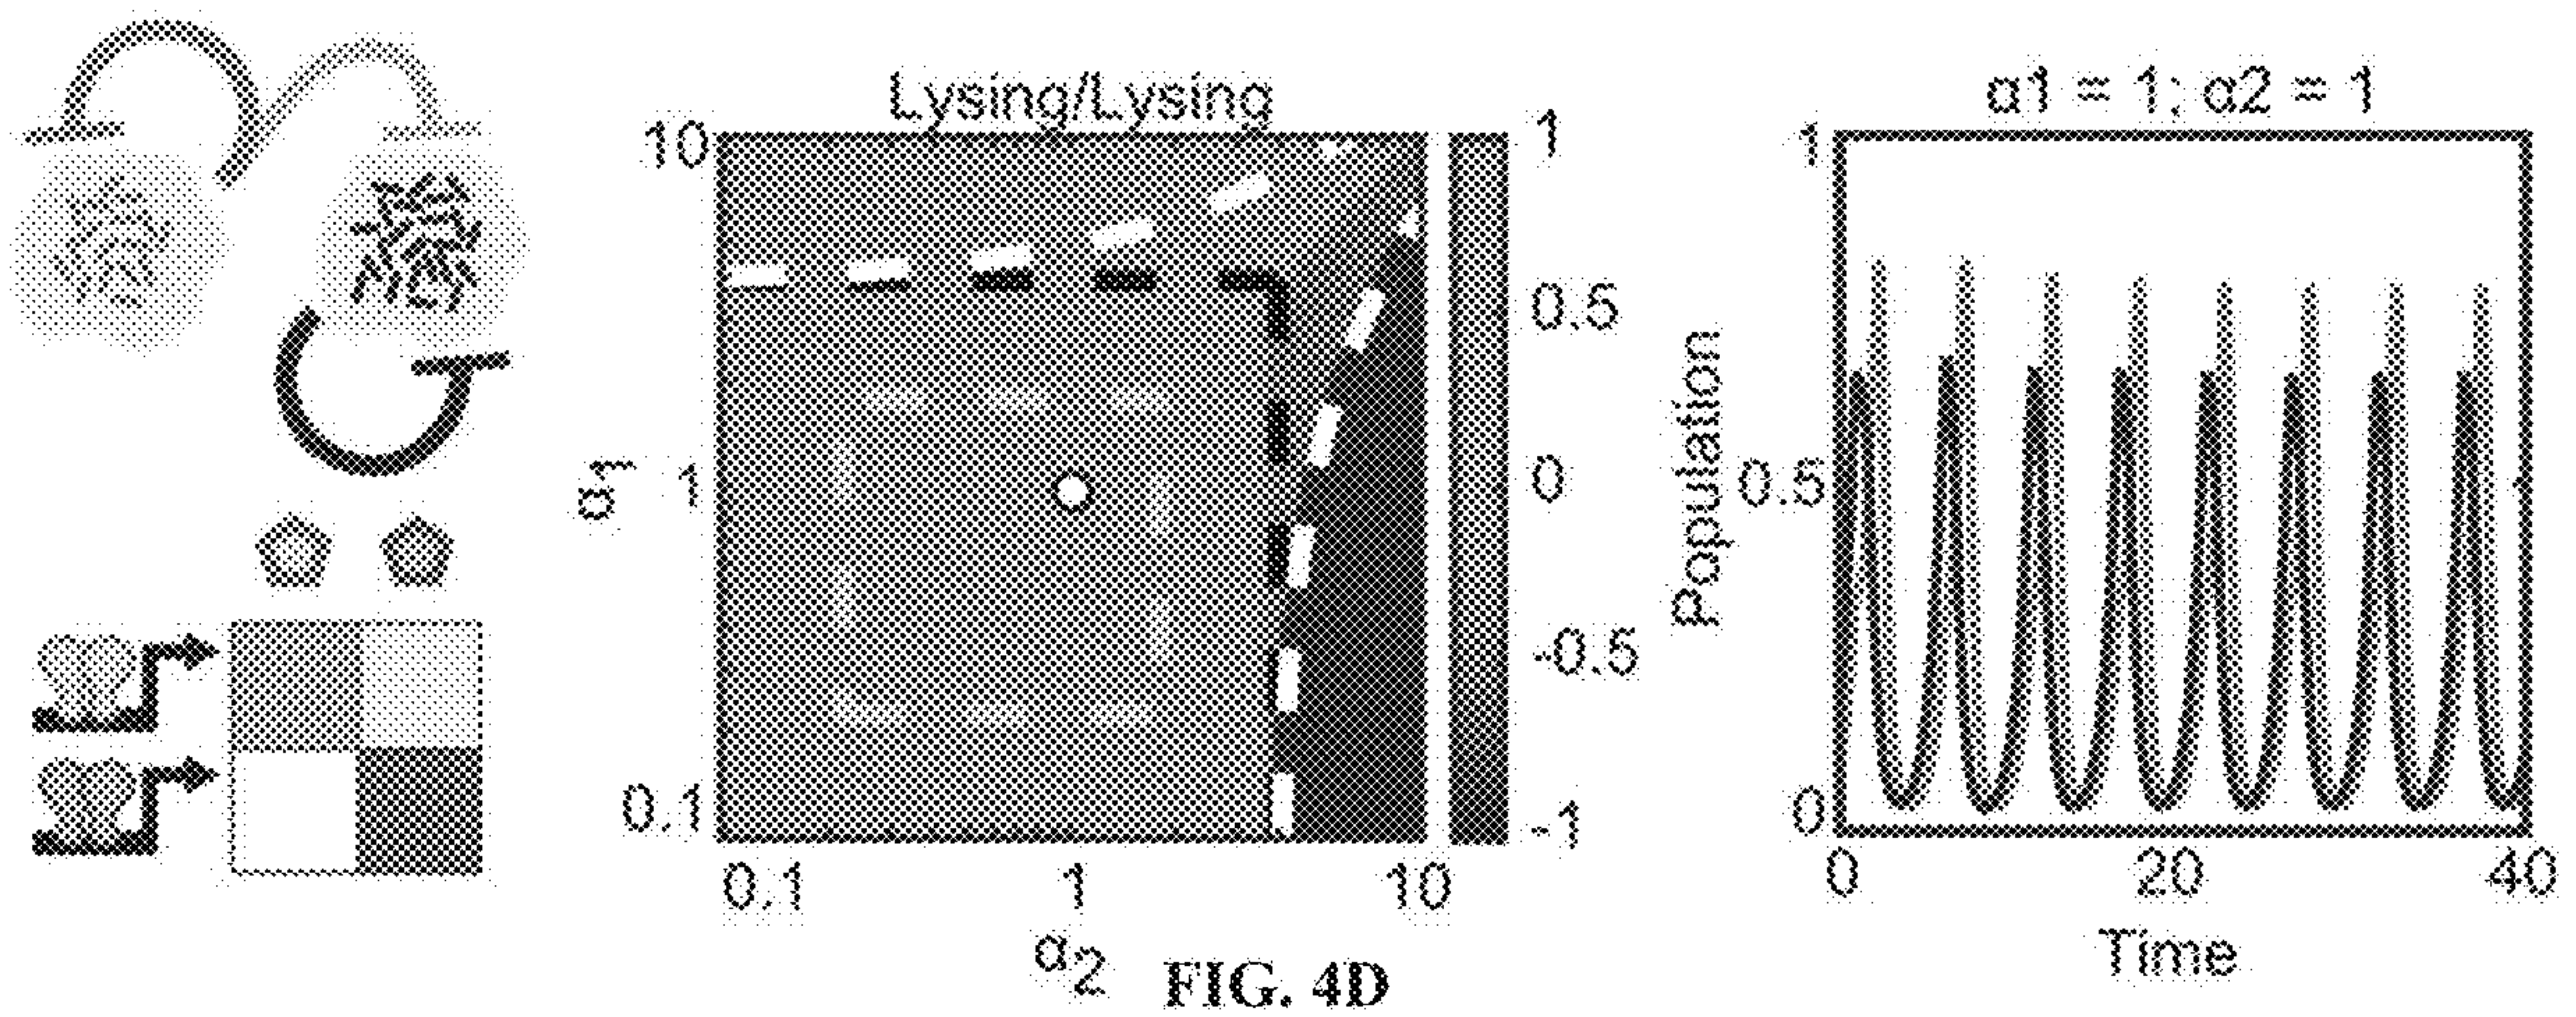 Lysing/Lysing
10
1
0.1
α1
0.1
1
10
α2
1
0.5
0
-0.5
-1
α1 = 1; α2 = 1
1
0.5
0
Population
0
20
40
Time
FIG. 4D